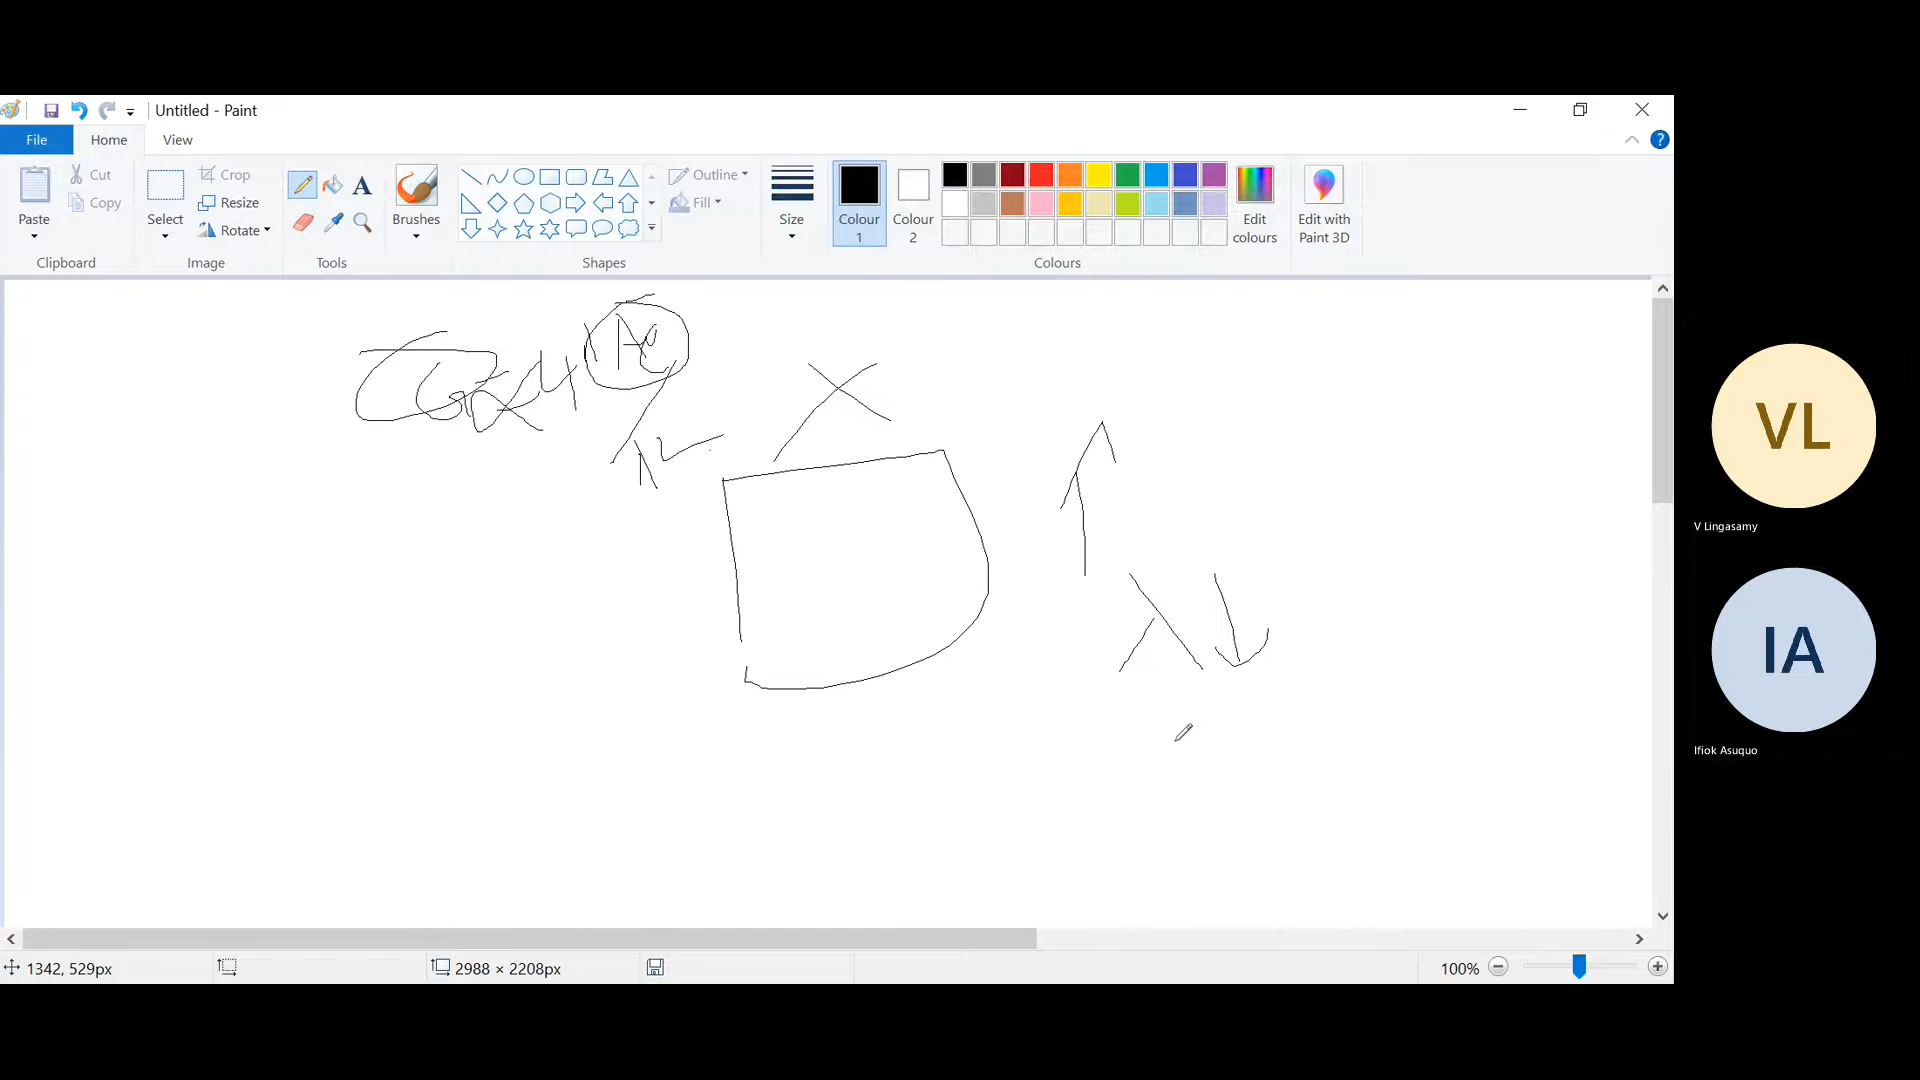 Untitled - Paint
File Home View
Paste
Cut
Copy
Clipboard
Select
Crop
Resize
Rotate
Image
A
Tools
Brushes
Shapes
Outline
Fill
Size
Colour 1
Colour 2
Edit colours
Colours
Edit with Paint 3D
X
λ
1342, 529px
2988 × 2208px
100%
VL
V Lingasamy
IA
Ifiok Asuquo